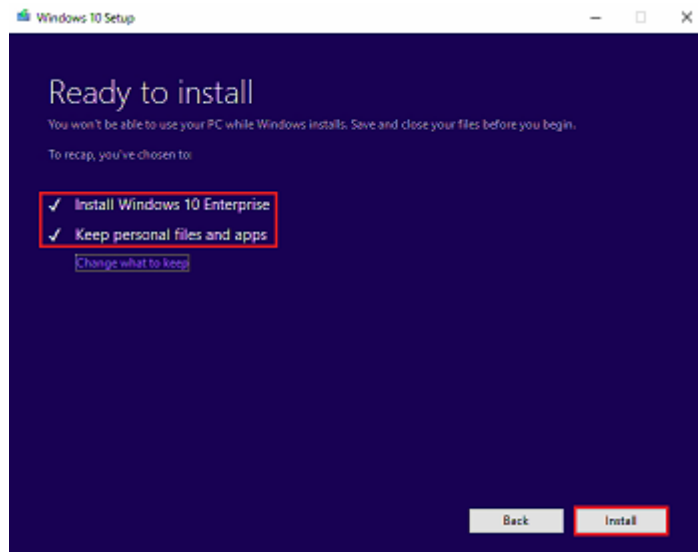 Windows 10 Setup
Ready to install
You won't be able to use your PC while Windows installs. Save and close your files before you begin.
To recap, you've chosen to:
Install Windows 10 Enterprise
Keep personal files and apps
Change what to keep
Back
Install